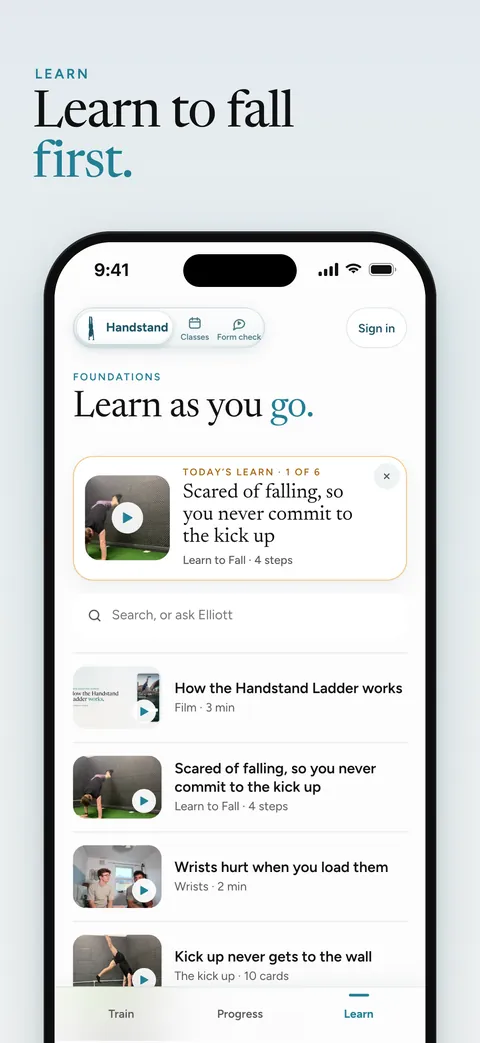 LEARN
Learn to fall
first.
9:41
Handstand
Classes
Form check
Sign in
FOUNDATIONS
Learn as you go.
TODAY'S LEARN · 1 OF 6
Scared of falling, so
you never commit to
the kick up
Learn to Fall · 4 steps
Search, or ask Elliott
How the Handstand Ladder works
Film · 3 min
Scared of falling, so you never
commit to the kick up
Learn to Fall · 4 steps
Wrists hurt when you load them
Wrists · 2 min
Kick up never gets to the wall
The kick up · 10 cards
Train
Progress
Learn